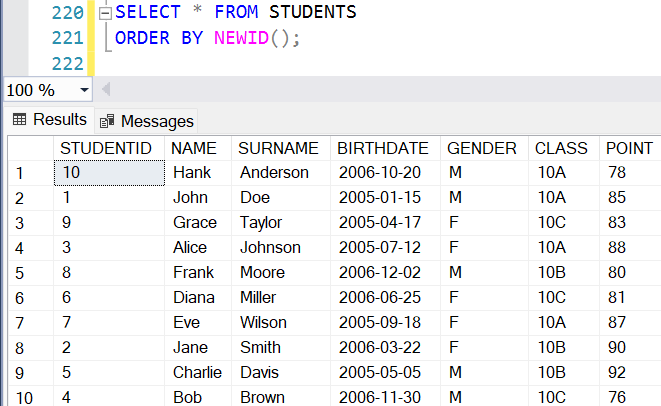 220 SELECT * FROM STUDENTS
221 ORDER BY NEWID();
222
100 %
Results Messages
STUDENTID NAME SURNAME BIRTHDATE GENDER CLASS POINT
1 10 Hank Anderson 2006-10-20 M 10A 78
2 1 John Doe 2005-01-15 M 10A 85
3 9 Grace Taylor 2005-04-17 F 10C 83
4 3 Alice Johnson 2005-07-12 F 10A 88
5 8 Frank Moore 2006-12-02 M 10B 80
6 6 Diana Miller 2006-06-25 F 10C 81
7 7 Eve Wilson 2005-09-18 F 10A 87
8 2 Jane Smith 2006-03-22 F 10B 90
9 5 Charlie Davis 2005-05-05 M 10B 92
10 4 Bob Brown 2006-11-30 M 10C 76